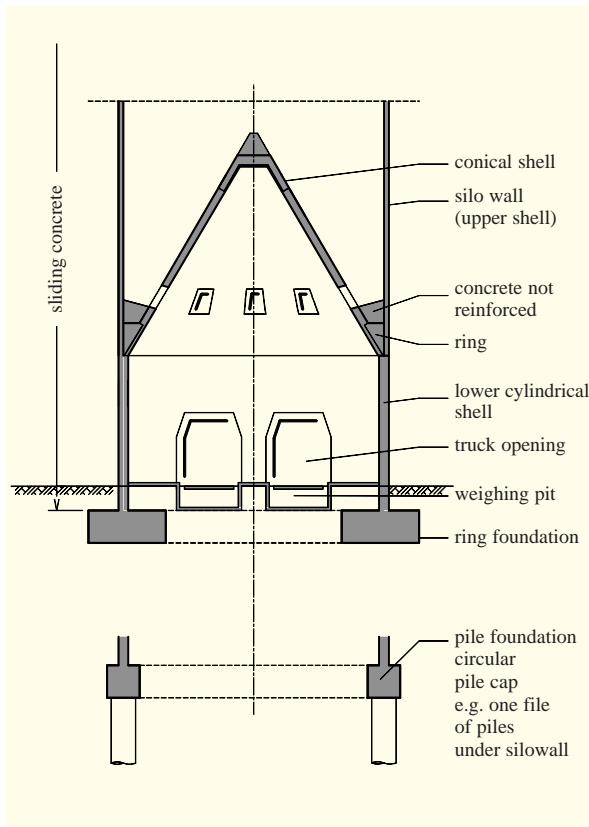 sliding concrete
conical shell
silo wall
(upper shell)
concrete not
reinforced
ring
lower cylindrical
shell
truck opening
weighing pit
ring foundation
pile foundation
circular
pile cap
e.g. one file
of piles
under silowall